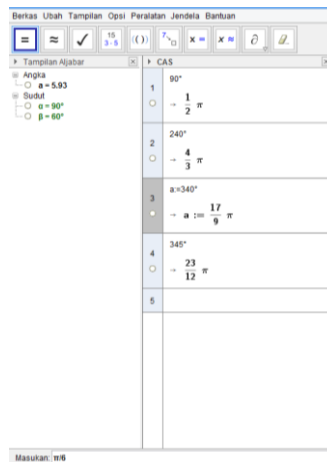 Berkas Ubah Tampilan Opsi Peralatan Jendela Bantuan
= ≈ ✓ 15 3·5 (( )) 7 x = x ≈ ∂
Tampilan Aljabar
Angka
a = 5.93
Sudut
α = 90°
β = 60°
CAS
1
90°
→ 1/2 π
2
240°
→ 4/3 π
3
a:=340°
→ a := 17/9 π
4
345°
→ 23/12 π
5
Masukan: π/6